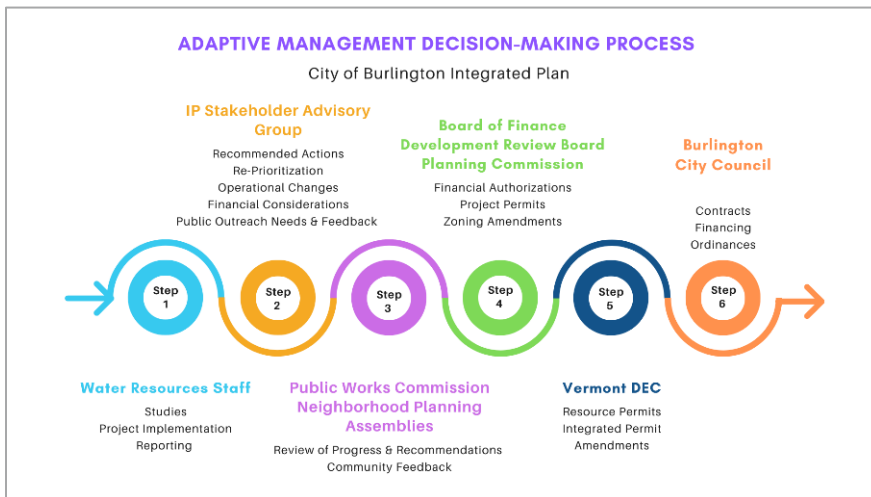 ADAPTIVE MANAGEMENT DECISION-MAKING PROCESS
City of Burlington Integrated Plan
IP Stakeholder Advisory
Group
Recommended Actions
Re-Prioritization
Operational Changes
Financial Considerations
Public Outreach Needs & Feedback
Board of Finance
Development Review Board
Planning Commission
Financial Authorizations
Project Permits
Zoning Amendments
Burlington
City Council
Contracts
Financing
Ordinances
Step
1
Step
2
Step
3
Step
4
Step
5
Step
6
Water Resources Staff
Studies
Project Implementation
Reporting
Public Works Commission
Neighborhood Planning
Assemblies
Review of Progress & Recommendations
Community Feedback
Vermont DEC
Resource Permits
Integrated Permit
Amendments